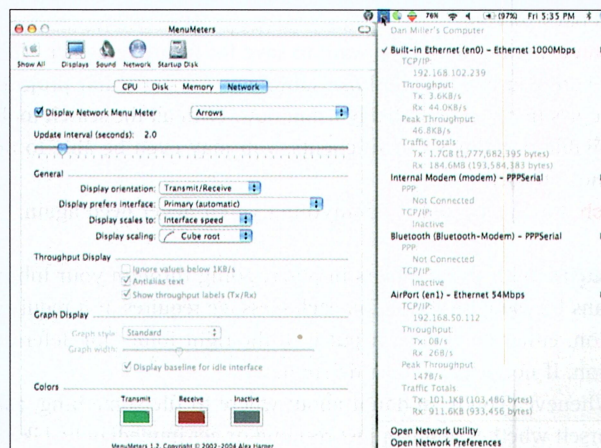 76% (97%) Fri 5:35 PM
MenuMeters
Show All Displays Sound Network Startup Disk
CPU Disk Memory Network
Display Network Menu Meter Arrows
Update interval (seconds): 2.0
General
Display orientation: Transmit/Receive
Display prefers interface: Primary (automatic)
Display scales to: Interface speed
Display scaling: Cube root
Throughput Display
Ignore values below 1KB/s
Antialias text
Show throughput labels (Tx/Rx)
Graph Display
Graph style: Standard
Graph width:
Display baseline for idle interface
Colors
Transmit Receive Inactive
MenuMeters 1.2, Copyright © 2002-2004 Alex Harper
Dan Miller's Computer
Built-in Ethernet (en0) – Ethernet 1000Mbps
TCP/IP:
192.168.102.239
Throughput:
Tx: 3.6KB/s
Rx: 44.0KB/s
Peak Throughput:
46.8KB/s
Traffic Totals
Tx: 1.7GB (1,777,682,395 bytes)
Rx: 184.6MB (193,584,383 bytes)
Internal Modem (modem) – PPPSerial
PPP:
Not Connected
TCP/IP:
Inactive
Bluetooth (Bluetooth-Modem) – PPPSerial
PPP:
Not Connected
TCP/IP:
Inactive
AirPort (en1) – Ethernet 54Mbps
TCP/IP:
192.168.50.112
Throughput:
Tx: 0B/s
Rx: 26B/s
Peak Throughput
147B/s
Traffic Totals
Tx: 101.1KB (103,486 bytes)
Rx: 911.6KB (933,456 bytes)
Open Network Utility
Open Network Preferences